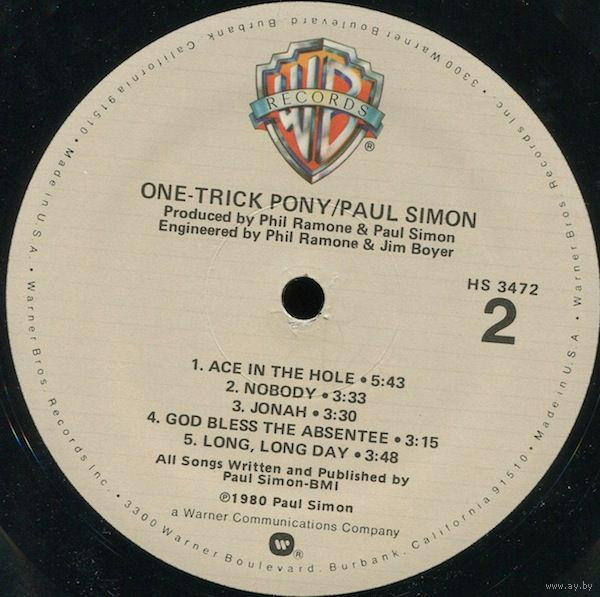 WB
RECORDS
®
ONE-TRICK PONY/PAUL SIMON
Produced by Phil Ramone & Paul Simon
Engineered by Phil Ramone & Jim Boyer
HS 3472
2
1. ACE IN THE HOLE • 5:43
2. NOBODY • 3:33
3. JONAH • 3:30
4. GOD BLESS THE ABSENTEE • 3:15
5. LONG, LONG DAY • 3:48
All Songs Written and Published by
Paul Simon-BMI
℗1980 Paul Simon
a Warner Communications Company
®
Made in U.S.A. • Warner Bros. Records Inc. • 3300 Warner Boulevard, Burbank, California 91510 • Made in U.S.A. • Warner Bros. Records Inc. • 3300 Warner Boulevard, Burbank, California 91510 •
www.ay.by